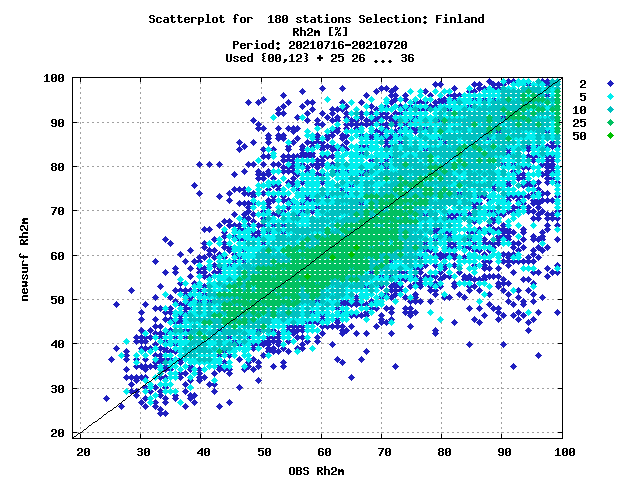 Scatterplot for  180 stations Selection: Finland
Rh2m [%]
Period: 20210716-20210720
Used {00,12} + 25 26 ... 36
2
5
10
25
50
100
90
80
70
60
50
40
30
20
newsurf Rh2m
20 30 40 50 60 70 80 90 100
OBS Rh2m